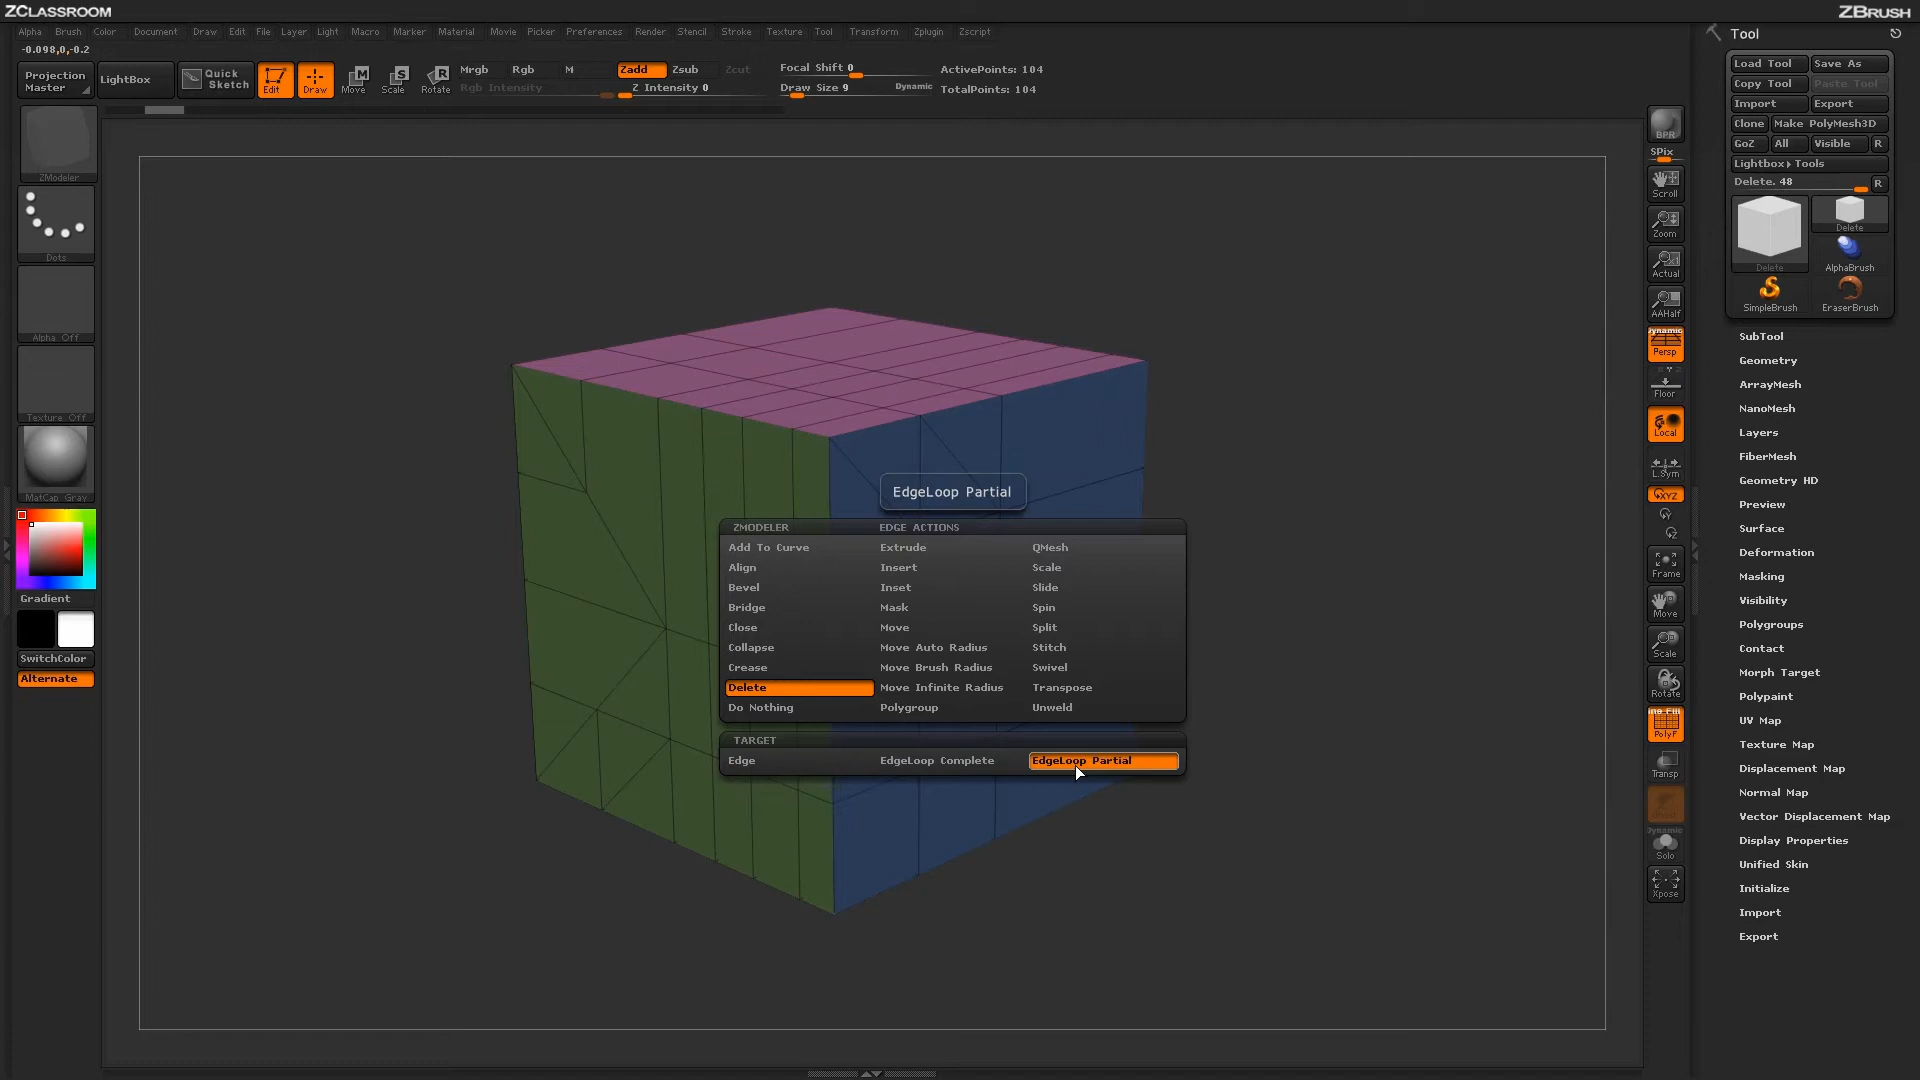 ZCLASSROOM
ZBRUSH
Alpha Brush Color Document Draw Edit File Layer Light Macro Marker Material Movie Picker Preferences Render Stencil Stroke Texture Tool Transform Zplugin Zscript
-0.098,0,-0.2
Projection Master
LightBox
Quick Sketch
Edit
Draw
Move
Scale
Rotate
Mrgb Rgb M
Rgb Intensity
Zadd Zsub Zcut
Z Intensity 0
Focal Shift 0
Draw Size 9
Dynamic
ActivePoints: 104
TotalPoints: 104
ZModeler
Dots
Alpha Off
Texture Off
MatCap Gray
Gradient
SwitchColor
Alternate
EdgeLoop Partial
ZMODELER EDGE ACTIONS
Add To Curve Extrude QMesh
Align Insert Scale
Bevel Inset Slide
Bridge Mask Spin
Close Move Split
Collapse Move Auto Radius Stitch
Crease Move Brush Radius Swivel
Delete Move Infinite Radius Transpose
Do Nothing Polygroup Unweld
TARGET
Edge EdgeLoop Complete EdgeLoop Partial
BPR
SPix
Scroll
Zoom
Actual
AAHalf
Dynamic
Persp
Floor
Local
L.Sym
XYZ
Y
Z
Frame
Move
Scale
Rotate
Line Fill
PolyF
Transp
Dynamic
Solo
Xpose
Tool
Load Tool Save As
Copy Tool Paste Tool
Import Export
Clone Make PolyMesh3D
GoZ All Visible R
Lightbox▸Tools
Delete. 48 R
Delete
Delete
AlphaBrush
SimpleBrush
EraserBrush
SubTool
Geometry
ArrayMesh
NanoMesh
Layers
FiberMesh
Geometry HD
Preview
Surface
Deformation
Masking
Visibility
Polygroups
Contact
Morph Target
Polypaint
UV Map
Texture Map
Displacement Map
Normal Map
Vector Displacement Map
Display Properties
Unified Skin
Initialize
Import
Export